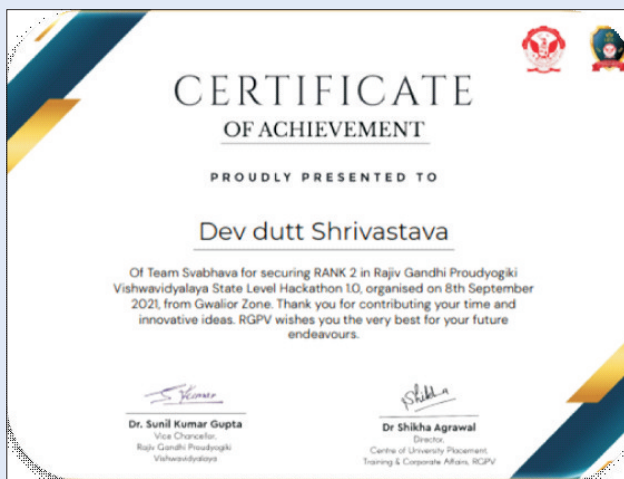 CERTIFICATE
OF ACHIEVEMENT
PROUDLY PRESENTED TO
Dev dutt Shrivastava
Of Team Svabhava for securing RANK 2 in Rajiv Gandhi Proudyogiki
Vishwavidyalaya State Level Hackathon 1.0, organised on 8th September
2021, from Gwalior Zone. Thank you for contributing your time and
innovative ideas. RGPV wishes you the very best for your future
endeavours.
Dr. Sunil Kumar Gupta
Vice Chancellor,
Rajiv Gandhi Proudyogiki
Vishwavidyalaya
Shikha
Dr Shikha Agrawal
Director,
Centre of University Placement,
Training & Corporate Affairs, RGPV